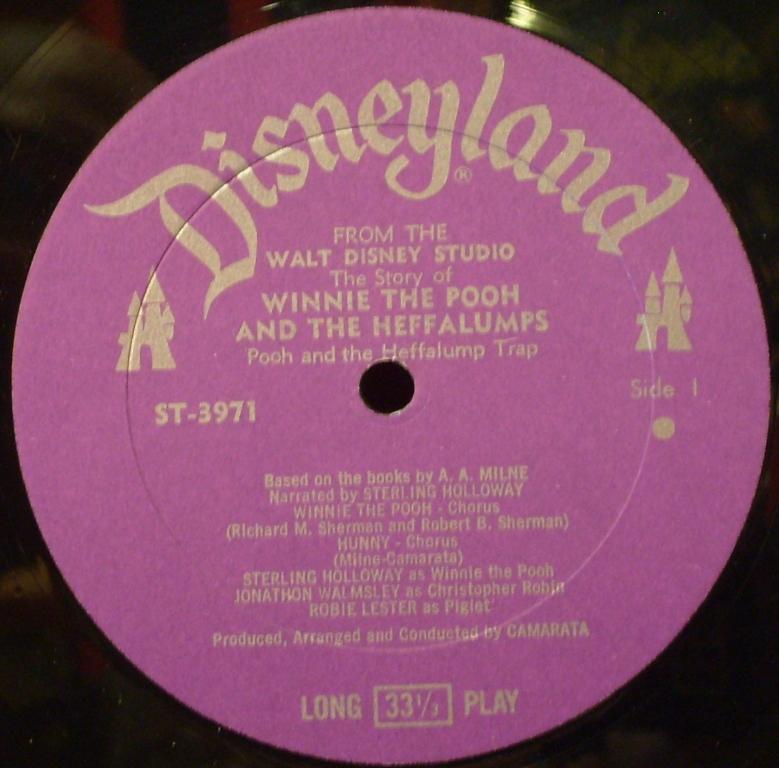 Disneyland®
FROM THE
WALT DISNEY STUDIO
The Story of
WINNIE THE POOH
AND THE HEFFALUMPS
Pooh and the Heffalump Trap
ST-3971
Side 1
Based on the books by A. A. MILNE
Narrated by STERLING HOLLOWAY
WINNIE THE POOH - Chorus
(Richard M. Sherman and Robert B. Sherman)
HUNNY - Chorus
(Milne-Camarata)
STERLING HOLLOWAY as Winnie the Pooh
JONATHON WALMSLEY as Christopher Robin
ROBIE LESTER as Piglet
Produced, Arranged and Conducted by CAMARATA
LONG 33⅓ PLAY